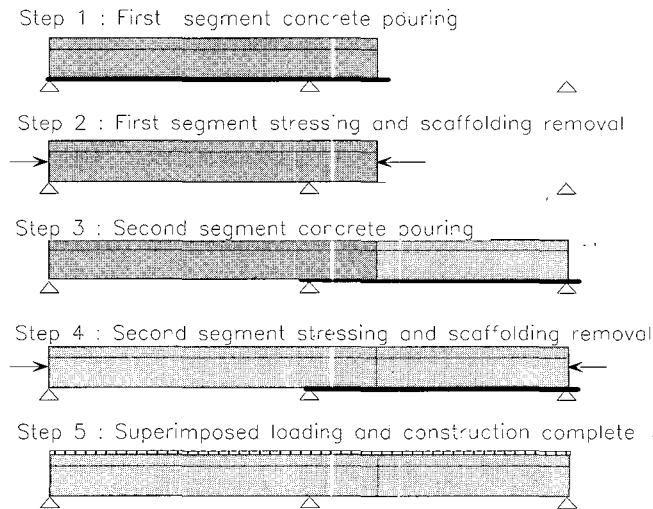 Step 1 : First segment concrete pouring
Step 2 : First segment stressing and scaffolding removal
Step 3 : Second segment concrete pouring
Step 4 : Second segment stressing and scaffolding removal
Step 5 : Superimposed loading and construction complete